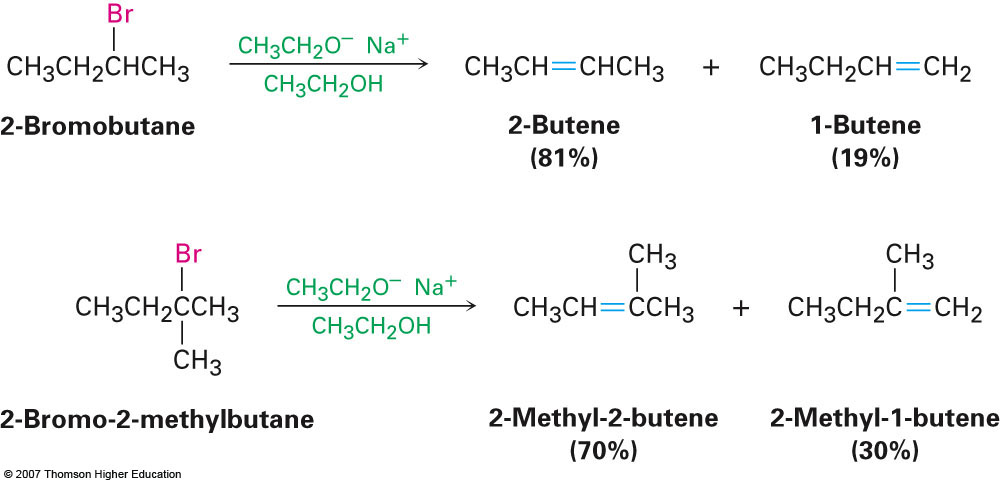 Br
CH₃CH₂CHCH₃
CH₃CH₂O⁻ Na⁺
CH₃CH₂OH
CH₃CH=CHCH₃ + CH₃CH₂CH=CH₂
2-Bromobutane
2-Butene
(81%)
1-Butene
(19%)
Br
CH₃CH₂CCH₃
CH₃
CH₃CH₂O⁻ Na⁺
CH₃CH₂OH
CH₃
CH₃CH=CCH₃
+
CH₃
CH₃CH₂C=CH₂
2-Bromo-2-methylbutane
2-Methyl-2-butene
(70%)
2-Methyl-1-butene
(30%)
© 2007 Thomson Higher Education